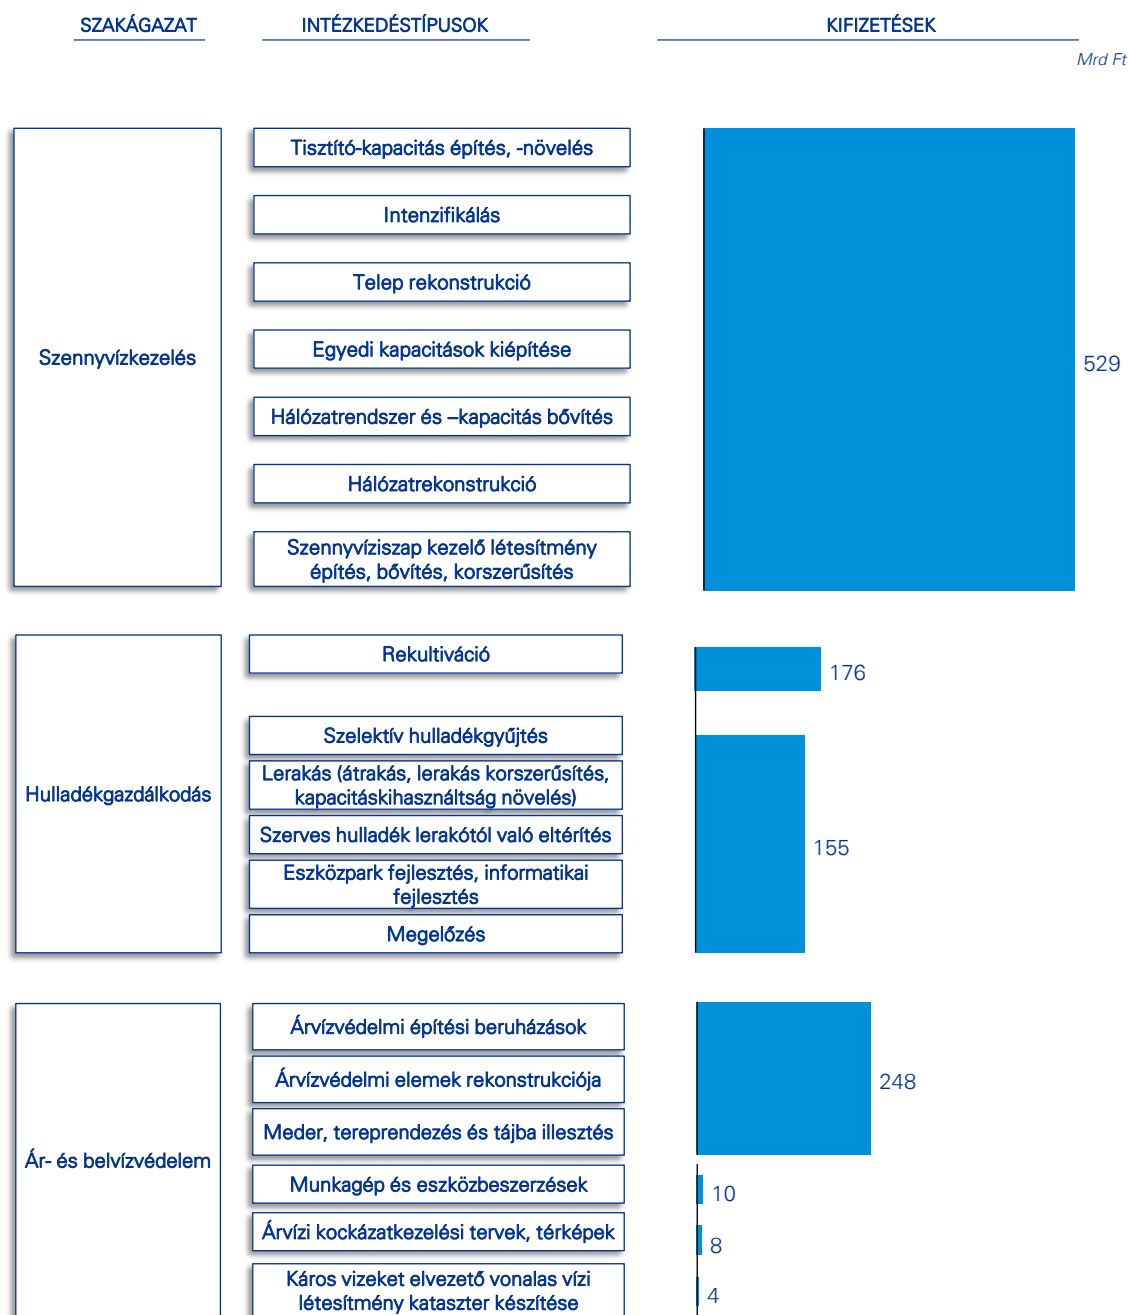 SZAKÁGAZAT INTÉZKEDÉSTÍPUSOK KIFIZETÉSEK
Mrd Ft
Szennyvízkezelés
Tisztító-kapacitás építés, -növelés
Intenzifikálás
Telep rekonstrukció
Egyedi kapacitások kiépítése
Hálózatrendszer és –kapacitás bővítés
Hálózatrekonstrukció
Szennyvíziszap kezelő létesítmény
építés, bővítés, korszerűsítés
529
Hulladékgazdálkodás
Rekultiváció
176
Szelektív hulladékgyűjtés
Lerakás (átrakás, lerakás korszerűsítés,
kapacitáskihasználtság növelés)
Szerves hulladék lerakótól való eltérítés
Eszközpark fejlesztés, informatikai
fejlesztés
Megelőzés
155
Ár- és belvízvédelem
Árvízvédelmi építési beruházások
Árvízvédelmi elemek rekonstrukciója
Meder, tereprendezés és tájba illesztés
248
Munkagép és eszközbeszerzések
10
Árvízi kockázatkezelési tervek, térképek
8
Káros vizeket elvezető vonalas vízi
létesítmény kataszter készítése
4